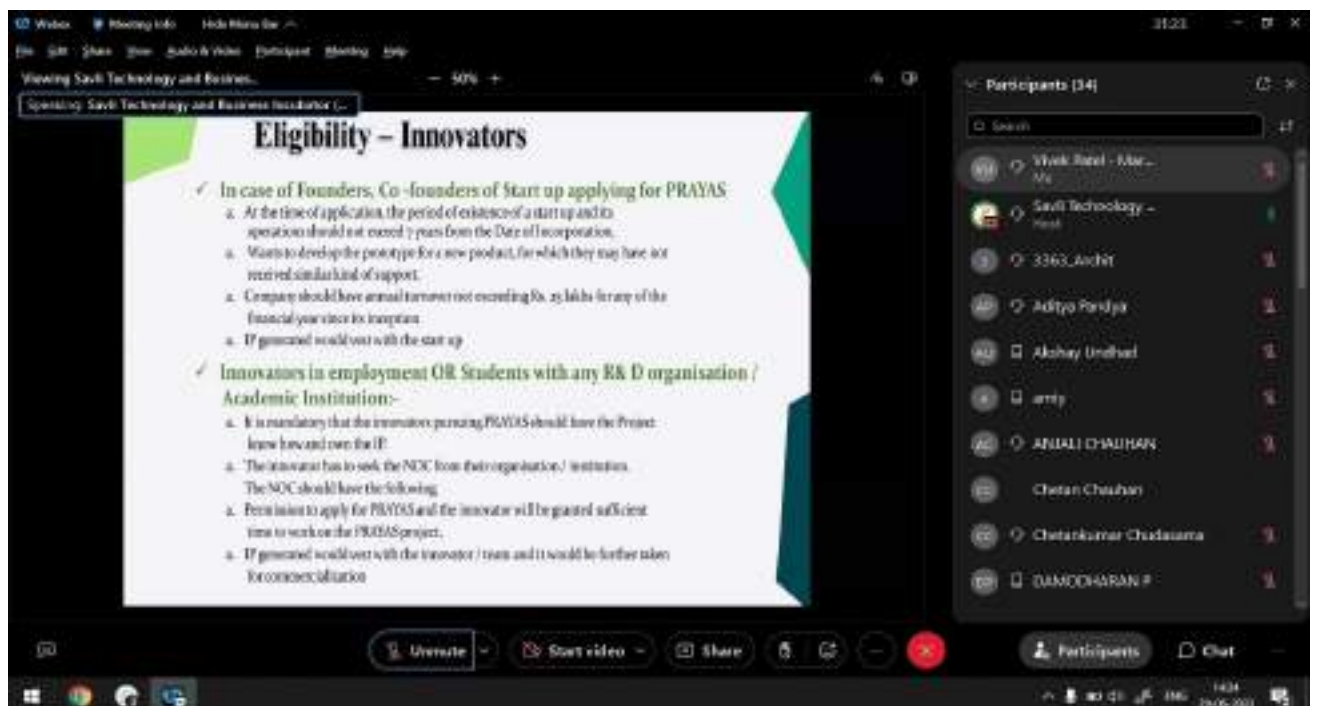 Webex Meeting Info Hide Menu Bar
31:23
File Edit Share View Audio & Video Participant Meeting Help
Viewing Savli Technology and Busines...
50%
Speaking: Savli Technology and Business Incubator (...
Eligibility – Innovators
✓ In case of Founders, Co -founders of Start up applying for PRAYAS
a. At the time of application, the period of existence of a start up and its
operations should not exceed 7 years from the Date of Incorporation.
a. Wants to develop the prototype for a new product, for which they may have not
received similar kind of support.
a. Company should have annual turnover not exceeding Rs. 25 lakhs for any of the
financial year since its inception
a. IP generated would vest with the start up
✓ Innovators in employment OR Students with any R& D organisation /
Academic Institution:-
a. It is mandatory that the innovators pursuing PRAYAS should have the Project
know how and own the IP.
a. The innovator has to seek the NOC from their organisation / institution.
The NOC should have the following
a. Permission to apply for PRAYAS and the innovator will be granted sufficient
time to work on the PRAYAS project.
a. IP generated would vest with the innovator / team and it would be further taken
for commercialization
Participants (34)
Search
Vivek Patel - Mar...
Me
Savli Technology -
Host
3363_Archit
Aditya Pandya
AP
Akshay Undhad
AU
amiy
a
ANJALI CHAUHAN
AC
Chetan Chauhan
CC
Chetankumar Chudasama
CC
DAMODHARAN P
DP
Unmute
Start video
Share
Participants
Chat
ENG